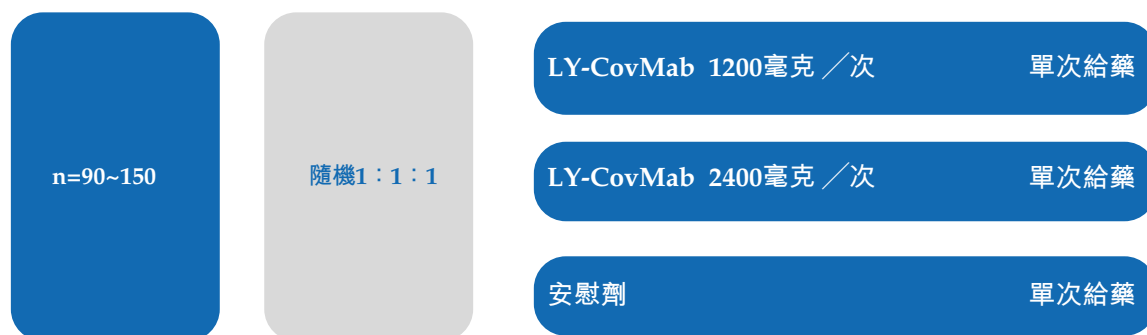 n=90~150
隨機1：1：1
LY-CovMab 1200毫克 ／次 單次給藥
LY-CovMab 2400毫克 ／次 單次給藥
安慰劑 單次給藥